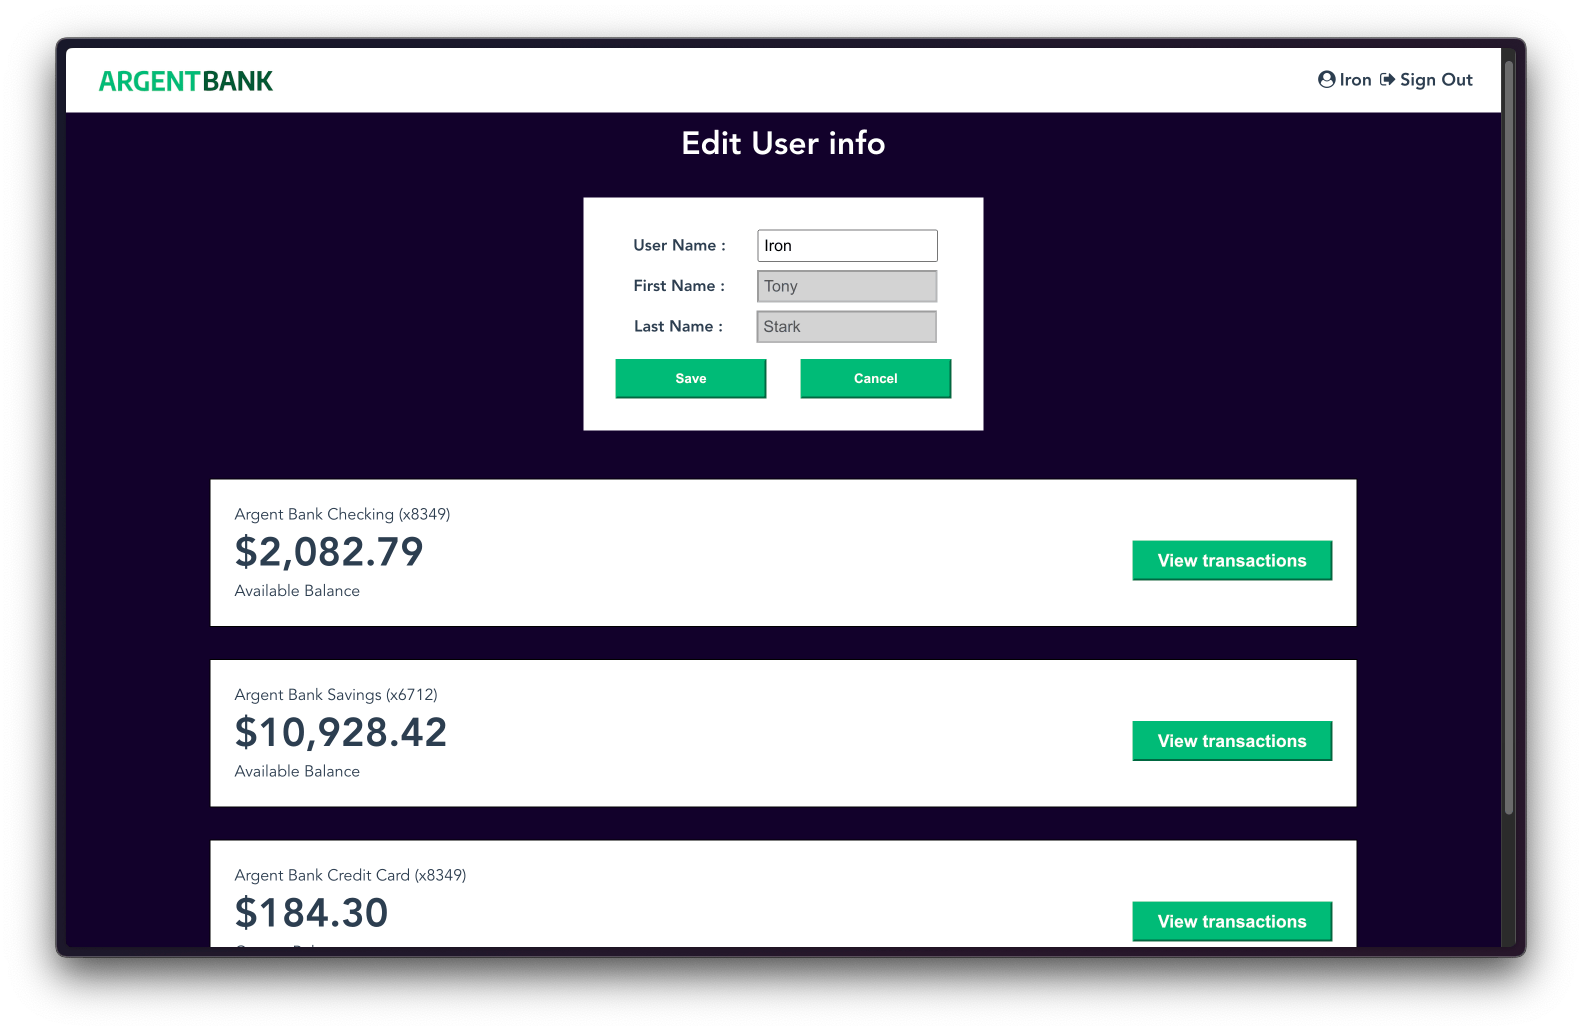 ARGENTBANK
Iron Sign Out
Edit User info
User Name : Iron
First Name : Tony
Last Name : Stark
Save Cancel
Argent Bank Checking (x8349)
$2,082.79
Available Balance
View transactions
Argent Bank Savings (x6712)
$10,928.42
Available Balance
View transactions
Argent Bank Credit Card (x8349)
$184.30
View transactions